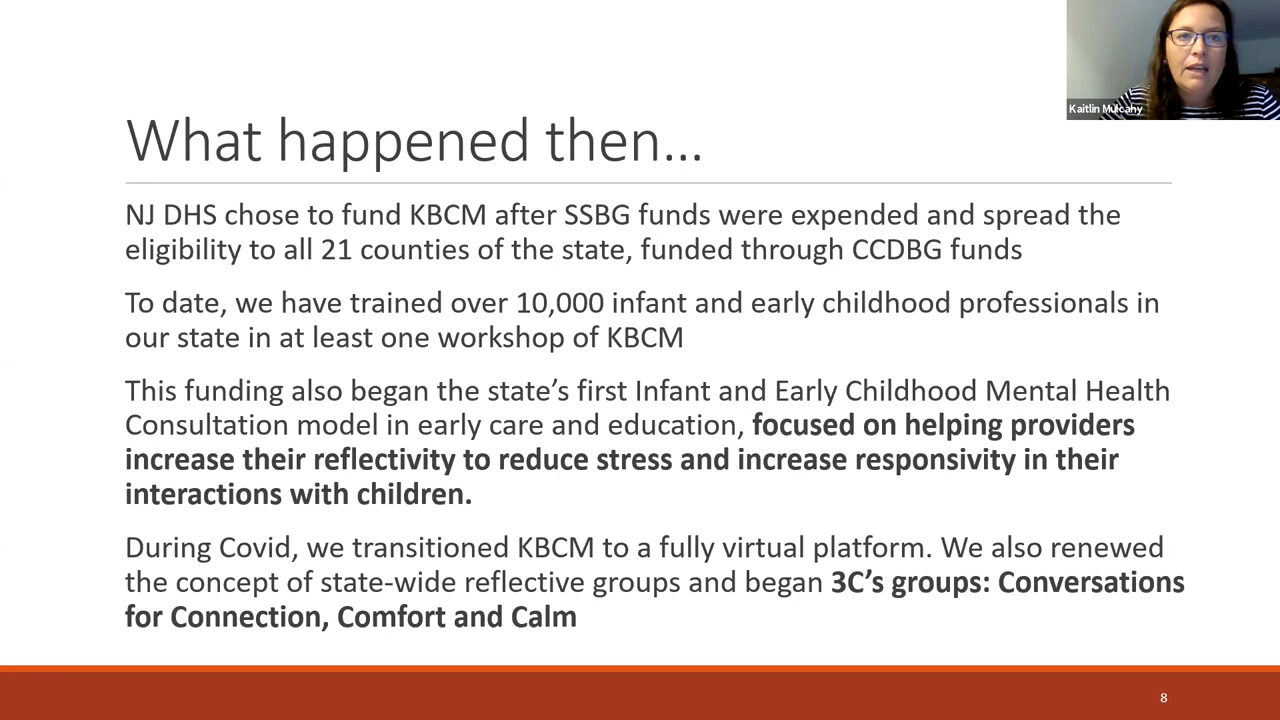 Kaitlin Mulcahy
What happened then...
NJ DHS chose to fund KBCM after SSBG funds were expended and spread the
eligibility to all 21 counties of the state, funded through CCDBG funds
To date, we have trained over 10,000 infant and early childhood professionals in
our state in at least one workshop of KBCM
This funding also began the state’s first Infant and Early Childhood Mental Health
Consultation model in early care and education, focused on helping providers
increase their reflectivity to reduce stress and increase responsivity in their
interactions with children.
During Covid, we transitioned KBCM to a fully virtual platform. We also renewed
the concept of state-wide reflective groups and began 3C’s groups: Conversations
for Connection, Comfort and Calm
8